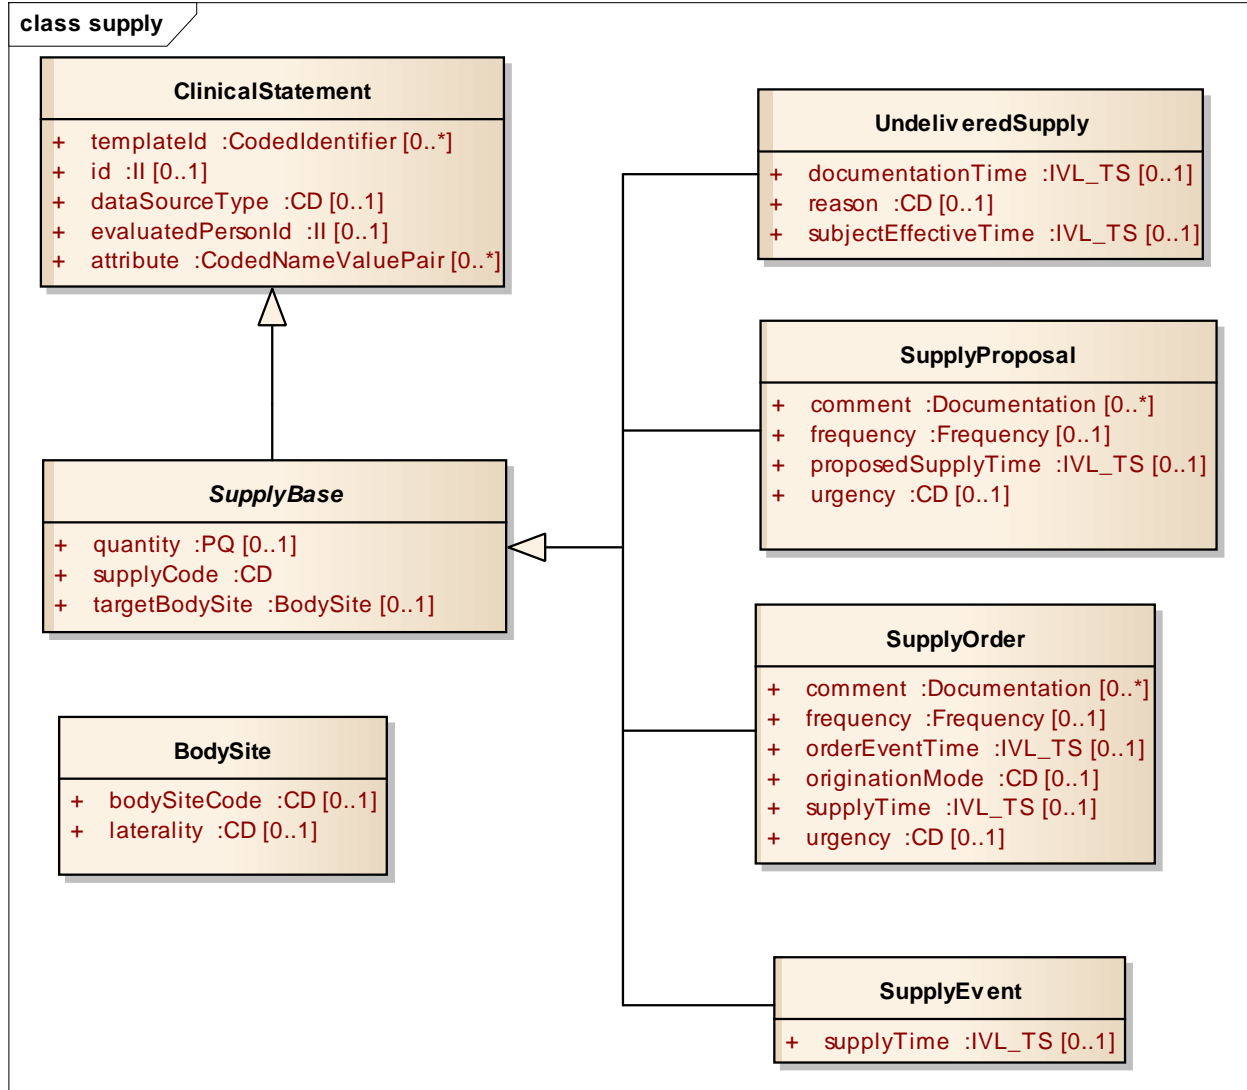 class supply
ClinicalStatement
+ templateId :CodedIdentifier [0..*]
+ id :II [0..1]
+ dataSourceType :CD [0..1]
+ evaluatedPersonId :II [0..1]
+ attribute :CodedNameValuePair [0..*]
SupplyBase
+ quantity :PQ [0..1]
+ supplyCode :CD
+ targetBodySite :BodySite [0..1]
BodySite
+ bodySiteCode :CD [0..1]
+ laterality :CD [0..1]
UndeliveredSupply
+ documentationTime :IVL_TS [0..1]
+ reason :CD [0..1]
+ subjectEffectiveTime :IVL_TS [0..1]
SupplyProposal
+ comment :Documentation [0..*]
+ frequency :Frequency [0..1]
+ proposedSupplyTime :IVL_TS [0..1]
+ urgency :CD [0..1]
SupplyOrder
+ comment :Documentation [0..*]
+ frequency :Frequency [0..1]
+ orderEventTime :IVL_TS [0..1]
+ originationMode :CD [0..1]
+ supplyTime :IVL_TS [0..1]
+ urgency :CD [0..1]
SupplyEvent
+ supplyTime :IVL_TS [0..1]